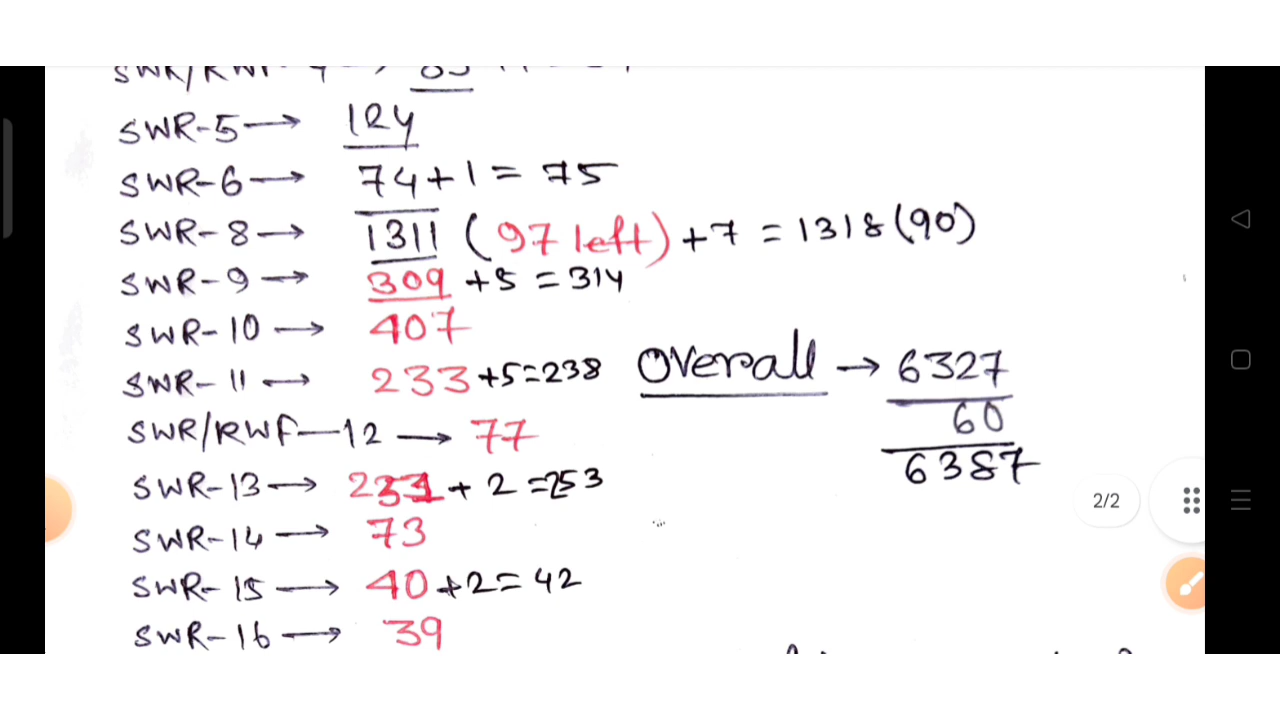 SWR-5 → 124
SWR-6 → 74+1 = 75
SWR-8 → 1311 (97 left) +7 = 1318 (90)
SWR-9 → 309 +5 = 314
SWR-10 → 407
SWR-11 → 233 +5=238
Overall → 6327
60
6387
SWR/RWF-12 → 77
SWR-13 → + 2 =253
SWR-14 → 73
SWR-15 → 40 +2= 42
SWR-16 → 39
2/2